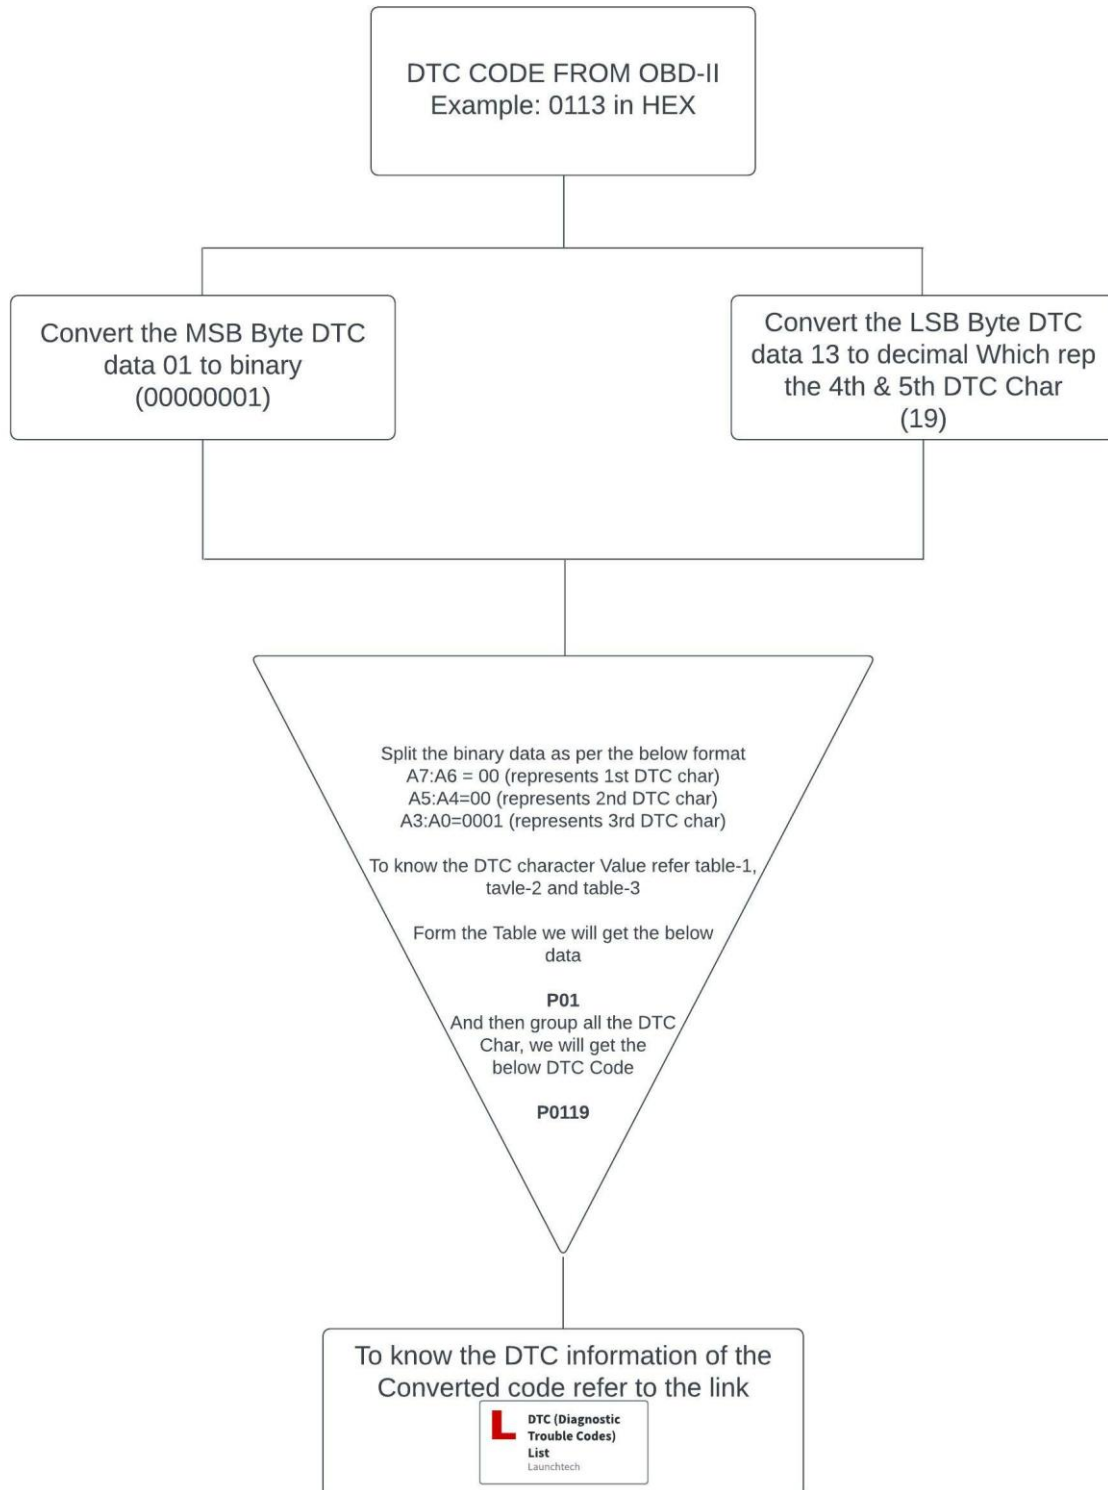 DTC CODE FROM OBD-II
Example: 0113 in HEX
Convert the MSB Byte DTC
data 01 to binary
(00000001)
Convert the LSB Byte DTC
data 13 to decimal Which rep
the 4th & 5th DTC Char
(19)
Split the binary data as per the below format
A7:A6 = 00 (represents 1st DTC char)
A5:A4=00 (represents 2nd DTC char)
A3:A0=0001 (represents 3rd DTC char)
To know the DTC character Value refer table-1,
tavle-2 and table-3
Form the Table we will get the below
data
P01
And then group all the DTC
Char, we will get the
below DTC Code
P0119
To know the DTC information of the
Converted code refer to the link
L
DTC (Diagnostic
Trouble Codes)
List
Launchtech